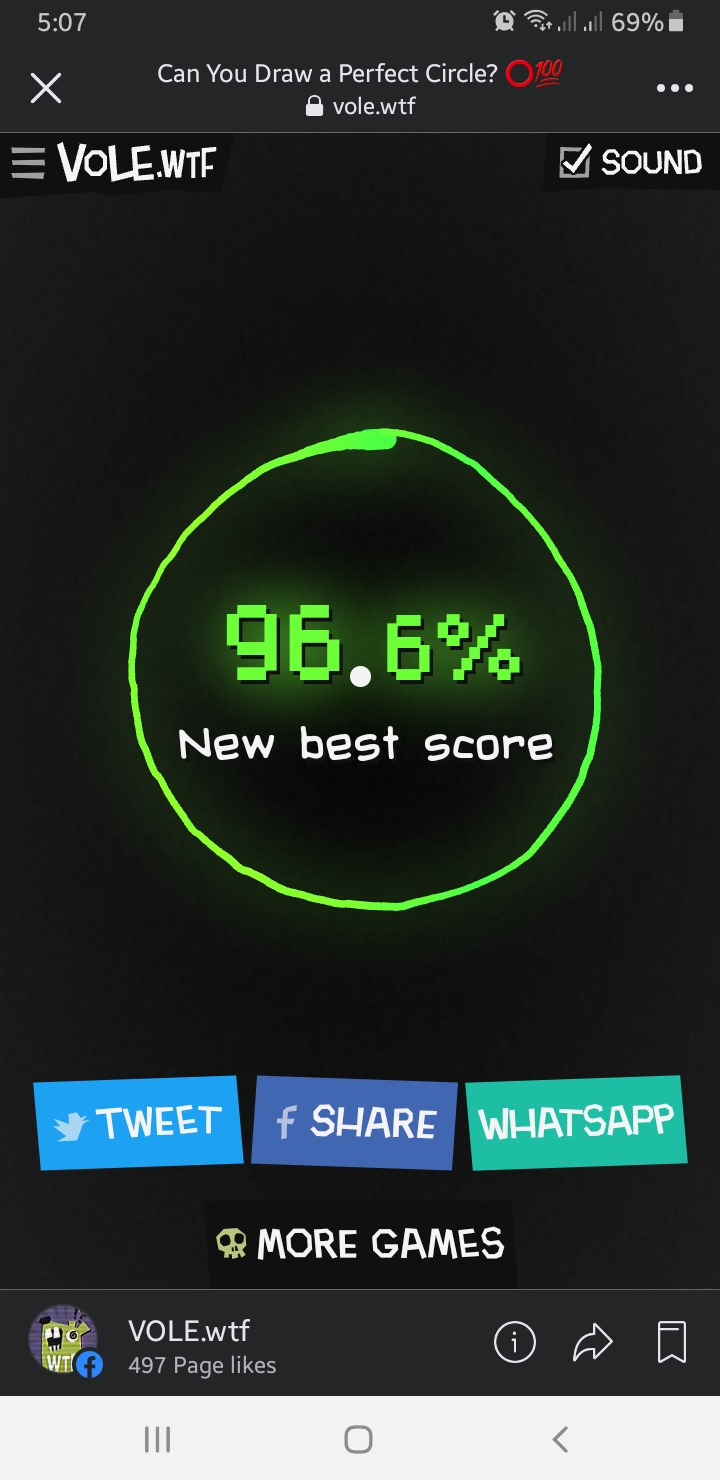 5:07
69%
Can You Draw a Perfect Circle? ⭕💯
vole.wtf
VOLE.WTF
SOUND
96.6%
New best score
TWEET
SHARE
WHATSAPP
MORE GAMES
WTF
VOLE.wtf
497 Page likes